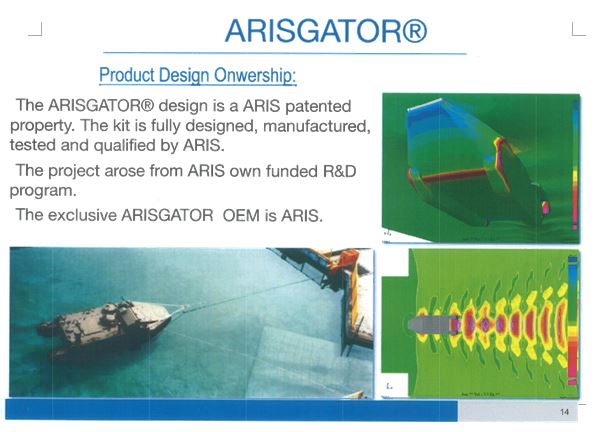 ARISGATOR®
Product Design Onwership:
The ARISGATOR® design is a ARIS patented
property. The kit is fully designed, manufactured,
tested and qualified by ARIS.
The project arose from ARIS own funded R&D
program.
The exclusive ARISGATOR OEM is ARIS.
14